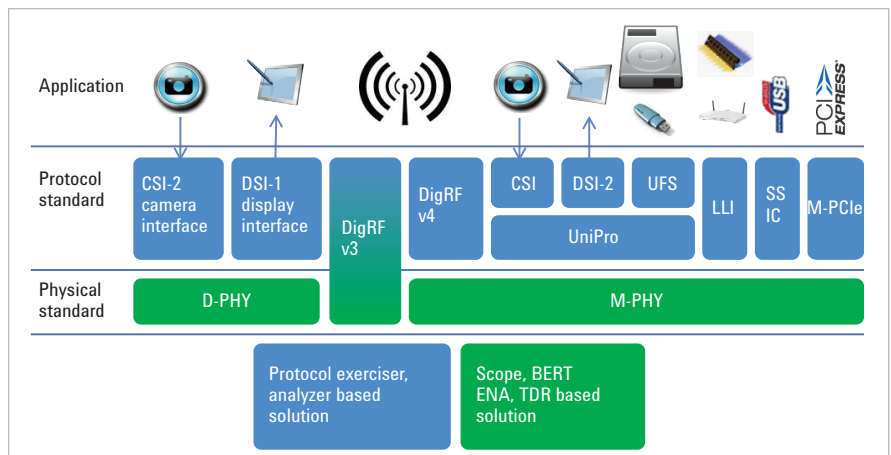 Application
USB
PCI
EXPRESS
Protocol
standard
CSI-2
camera
interface
DSI-1
display
interface
DigRF
v3
DigRF
v4
CSI
DSI-2
UFS
UniPro
LLI
SS
IC
M-PCIe
Physical
standard
D-PHY
M-PHY
Protocol exerciser,
analyzer based
solution
Scope, BERT
ENA, TDR based
solution